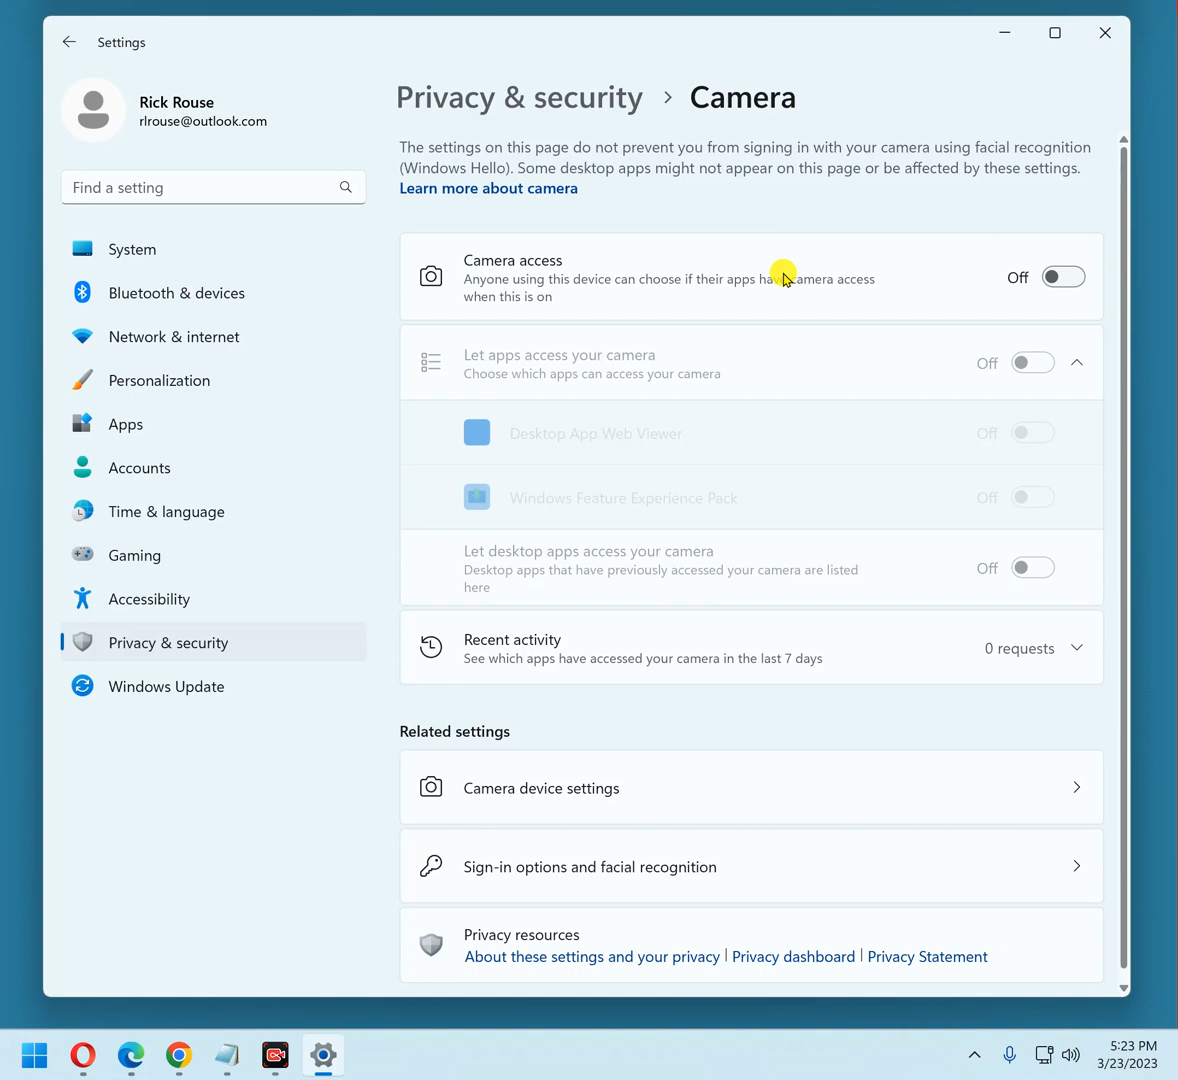 Settings
Rick Rouse
rlrouse@outlook.com
Find a setting
System
Bluetooth & devices
Network & internet
Personalization
Apps
Accounts
Time & language
Gaming
Accessibility
Privacy & security
Windows Update
Privacy & security > Camera
The settings on this page do not prevent you from signing in with your camera using facial recognition
(Windows Hello). Some desktop apps might not appear on this page or be affected by these settings.
Learn more about camera
Camera access
Anyone using this device can choose if their apps have camera access
when this is on
Off
Let apps access your camera
Choose which apps can access your camera
Off
Desktop App Web Viewer
Off
Windows Feature Experience Pack
Off
Let desktop apps access your camera
Desktop apps that have previously accessed your camera are listed
here
Off
Recent activity
See which apps have accessed your camera in the last 7 days
0 requests
Related settings
Camera device settings
Sign-in options and facial recognition
Privacy resources
About these settings and your privacy | Privacy dashboard | Privacy Statement
5:23 PM
3/23/2023